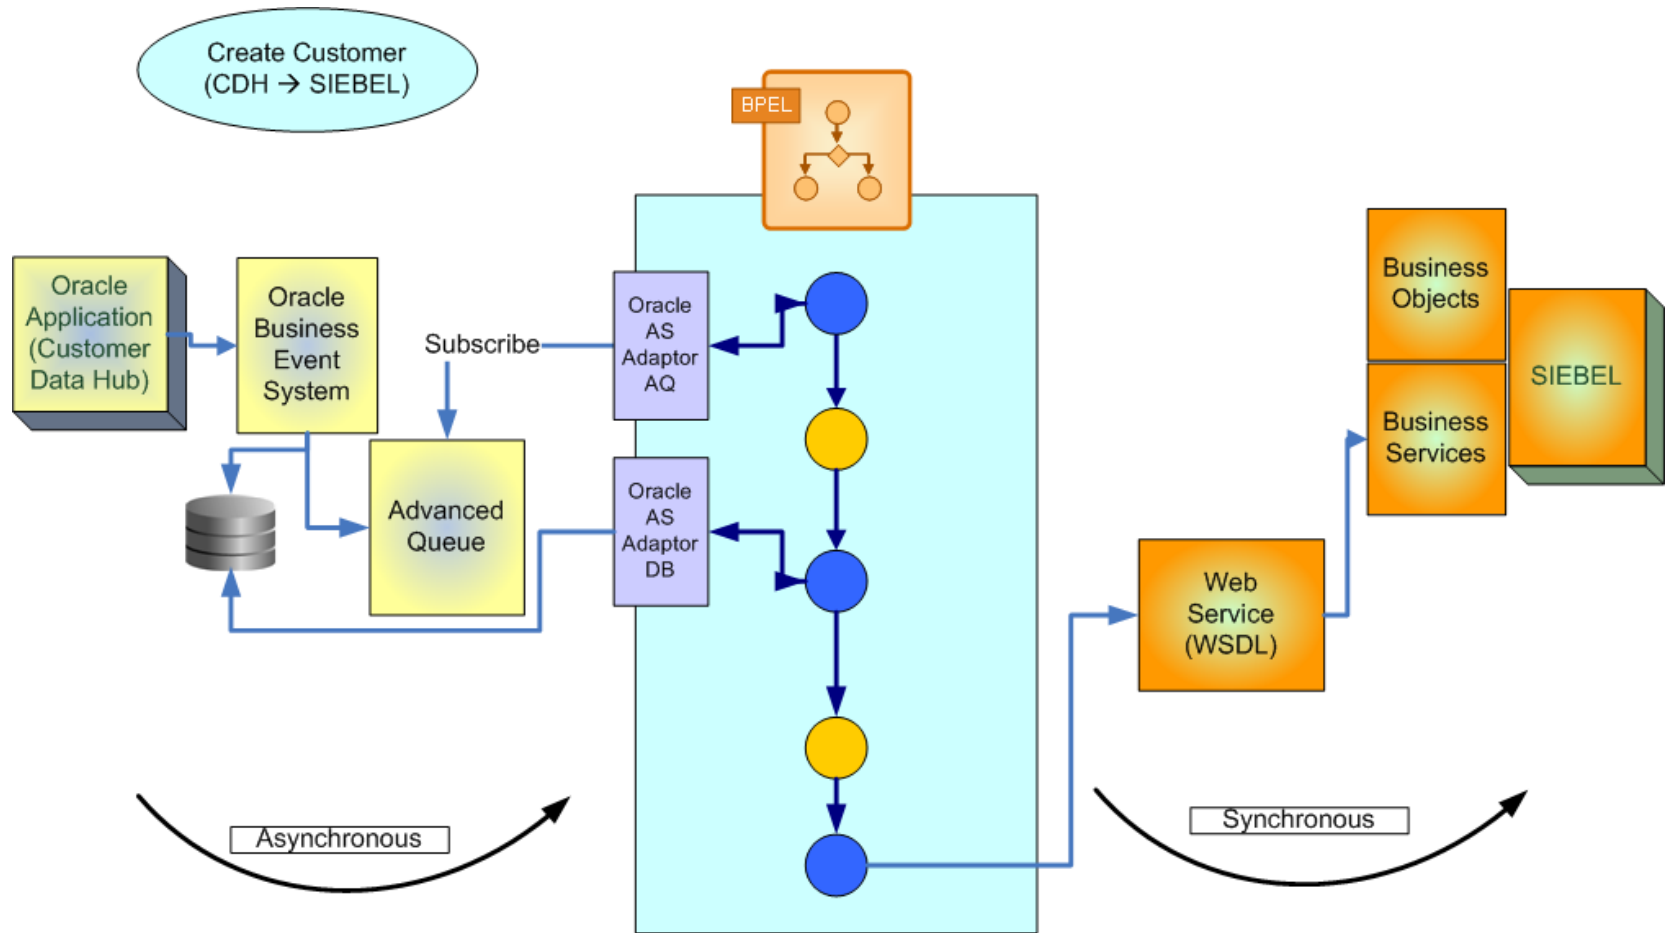 Create Customer
(CDH → SIEBEL)
BPEL
Oracle
Application
(Customer
Data Hub)
Oracle
Business
Event
System
Subscribe
Oracle
AS
Adaptor
AQ
Advanced
Queue
Oracle
AS
Adaptor
DB
Business
Objects
SIEBEL
Business
Services
Web
Service
(WSDL)
Asynchronous
Synchronous